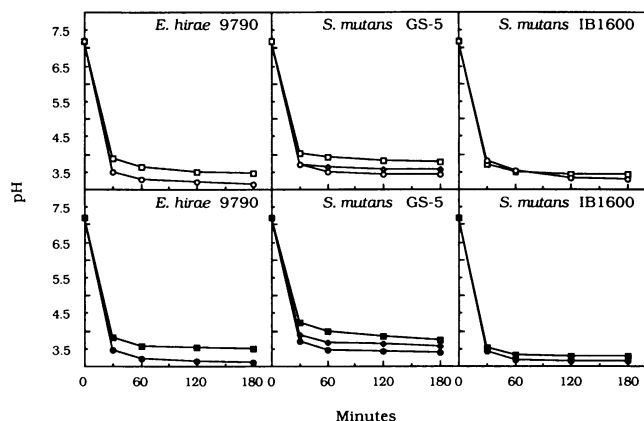 E. hirae 9790
S. mutans GS-5
S. mutans IB1600
7.5
6.5
5.5
4.5
3.5
pH
E. hirae 9790
S. mutans GS-5
S. mutans IB1600
7.5
6.5
5.5
4.5
3.5
0 60 120 180 0 60 120 180 0 60 120 180
Minutes